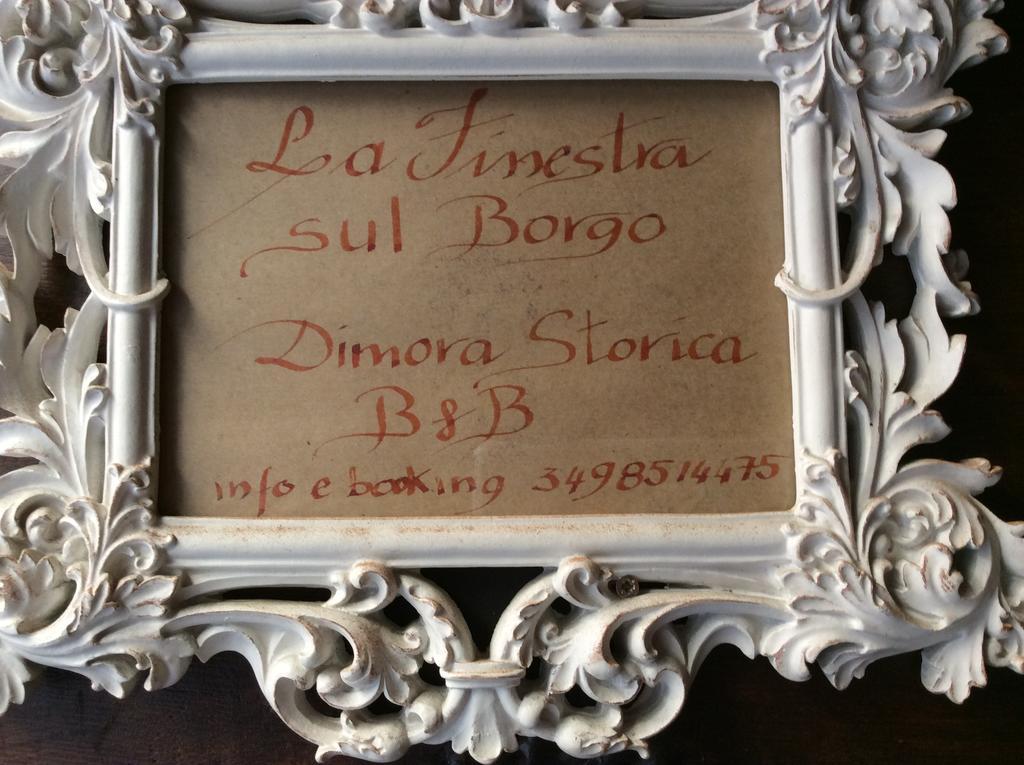 La Finestra
sul Borgo
Dimora Storica
B&B
info e booking 3498514475